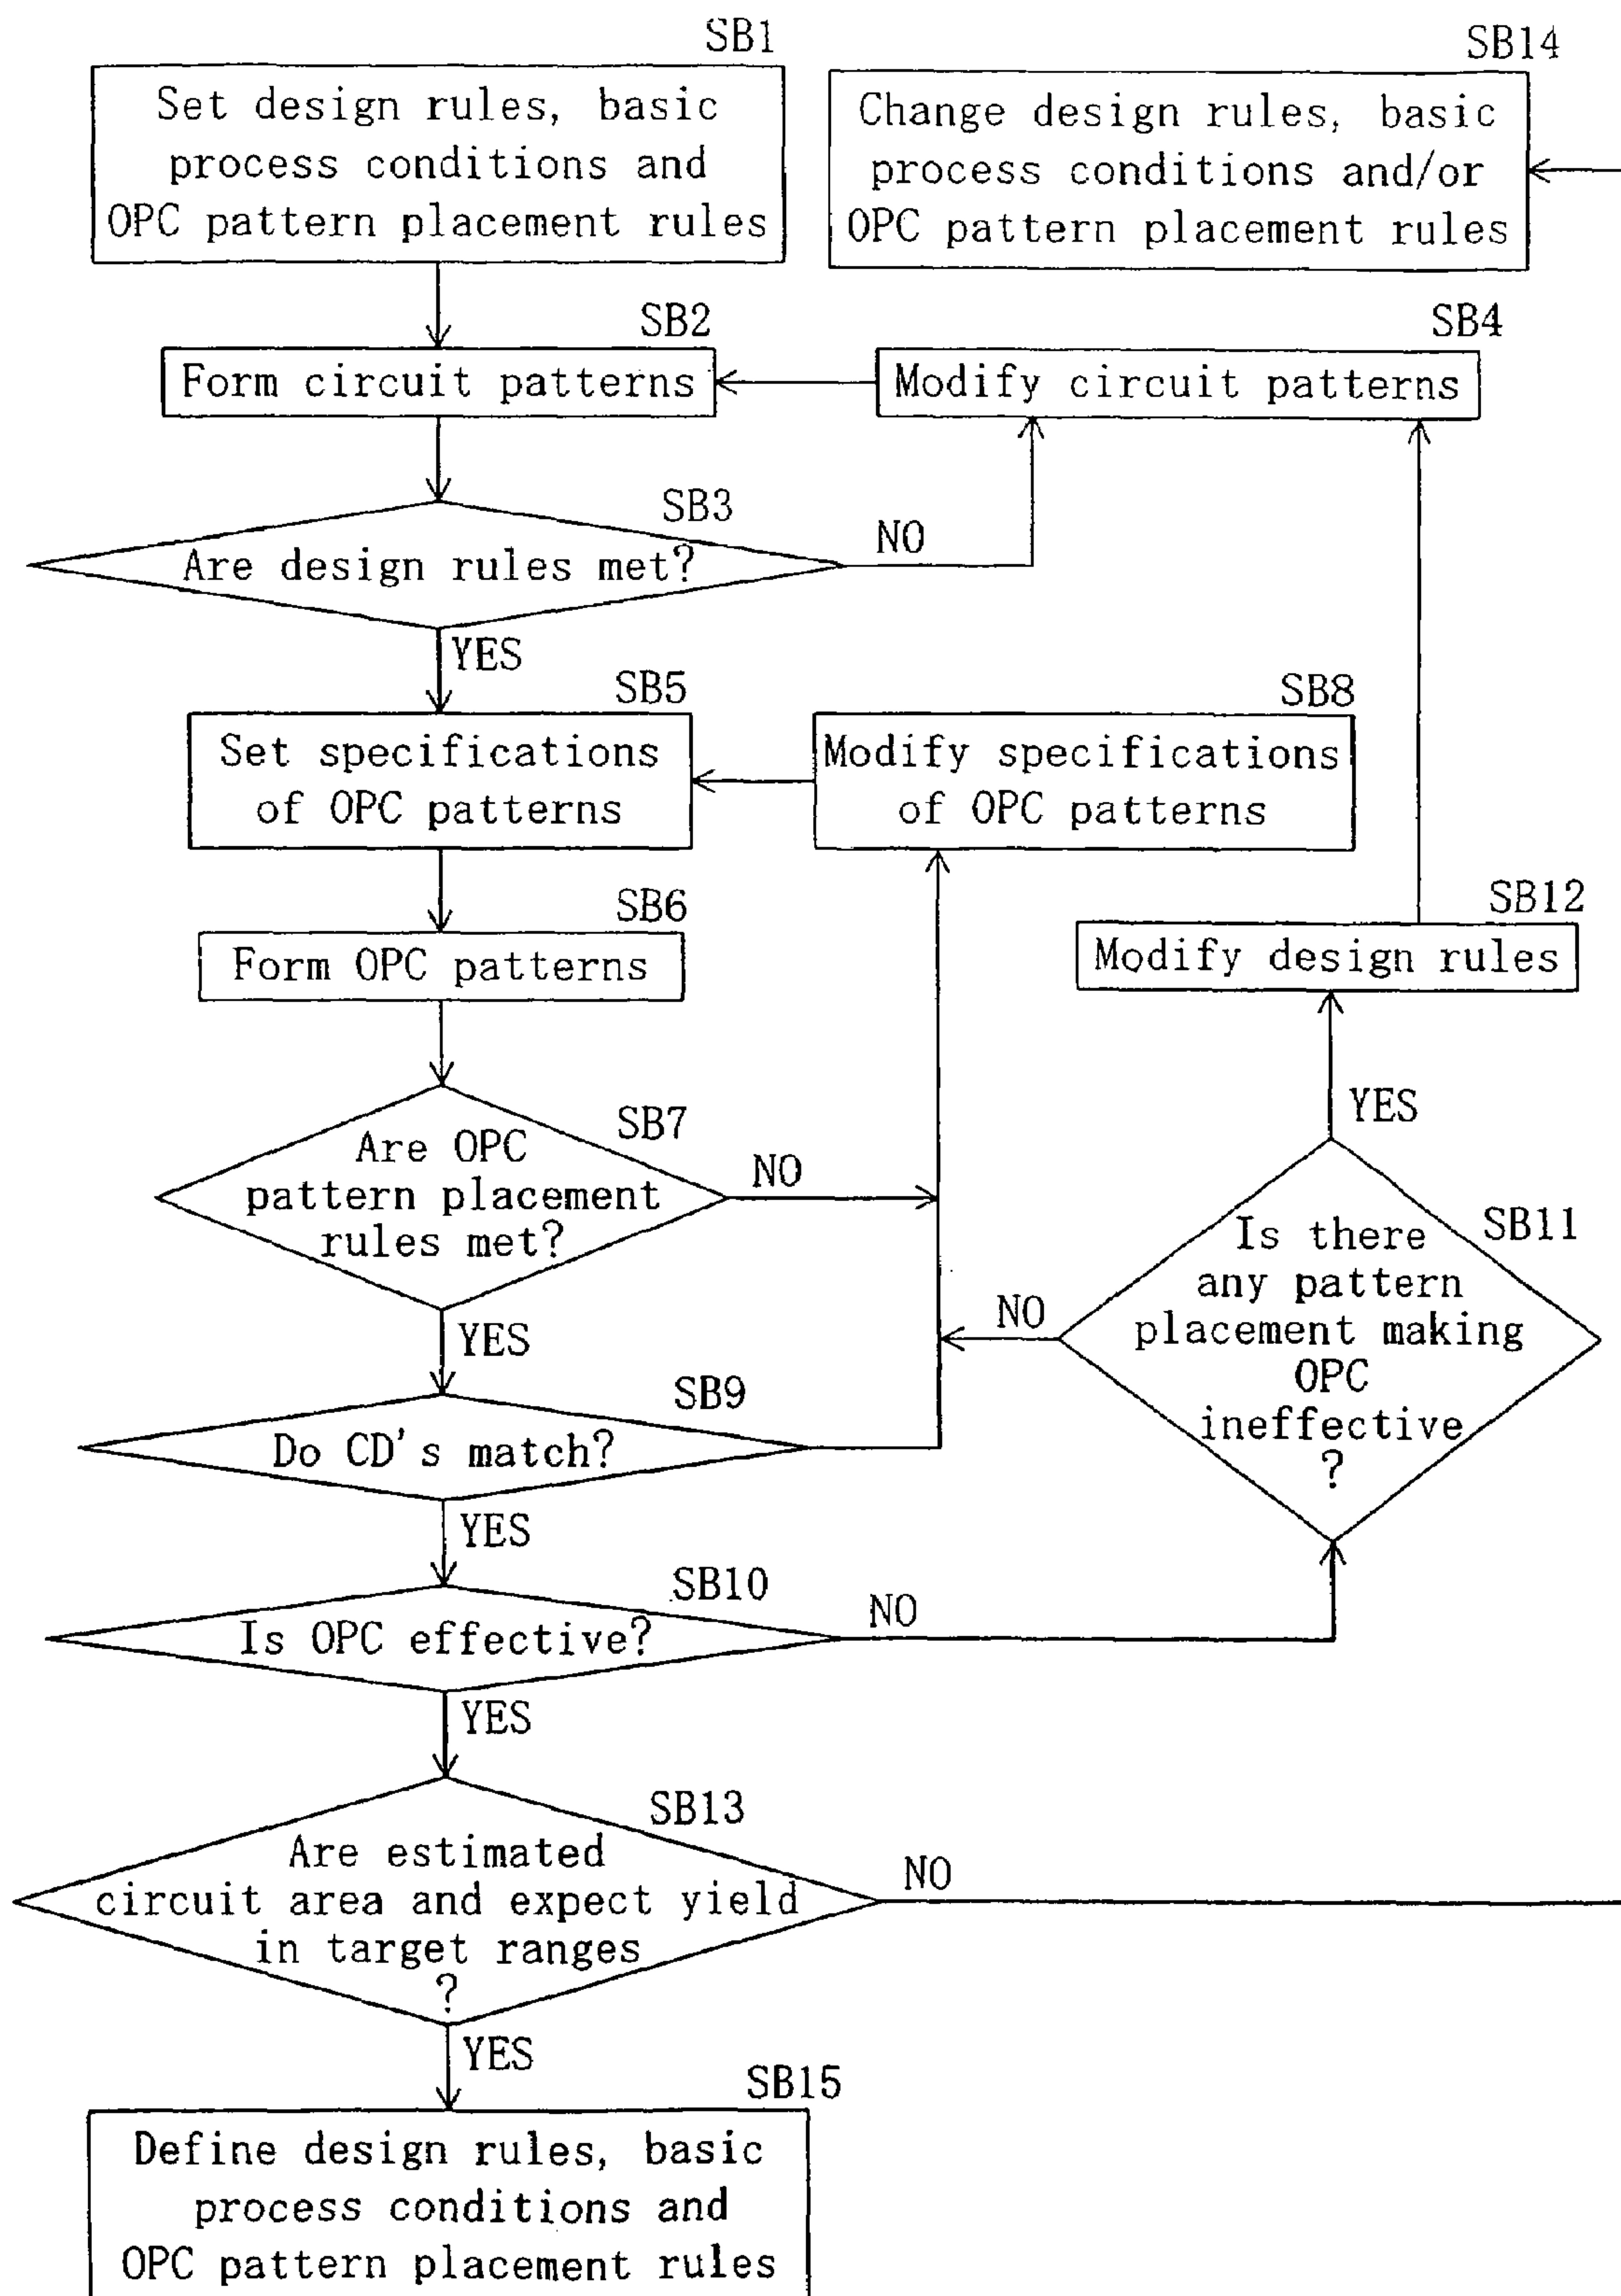 SB1
Set design rules, basic
process conditions and
OPC pattern placement rules
SB14
Change design rules, basic
process conditions and/or
OPC pattern placement rules
SB2
Form circuit patterns
SB4
Modify circuit patterns
SB3
Are design rules met?
NO
YES
SB5
Set specifications
of OPC patterns
SB8
Modify specifications
of OPC patterns
SB6
Form OPC patterns
SB12
Modify design rules
SB7
Are OPC
pattern placement
rules met?
NO
YES
YES
SB11
Is there
any pattern
placement making
OPC
ineffective
?
NO
SB9
Do CD's match?
YES
SB10
Is OPC effective?
NO
YES
SB13
Are estimated
circuit area and expect yield
in target ranges
?
NO
YES
SB15
Define design rules, basic
process conditions and
OPC pattern placement rules